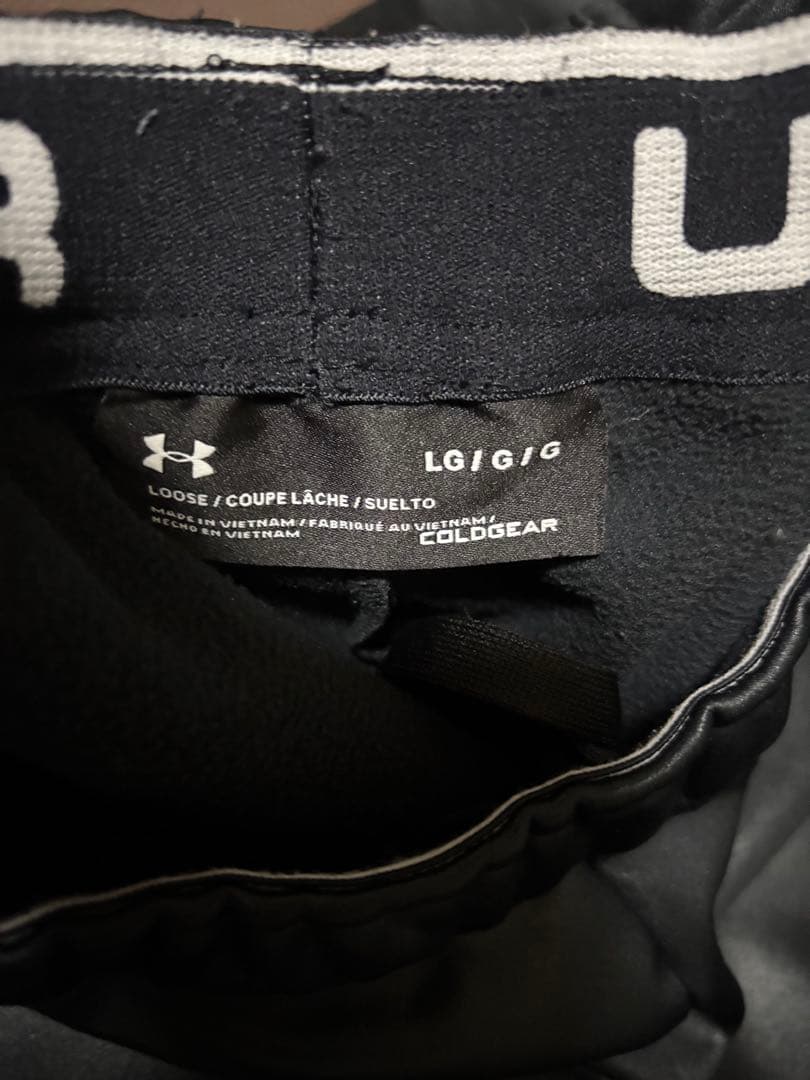 R U
LG / G / G
LOOSE / COUPE LÂCHE / SUELTO
MADE IN VIETNAM / FABRIQUÉ AU VIETNAM /
HECHO EN VIETNAM
COLDGEAR